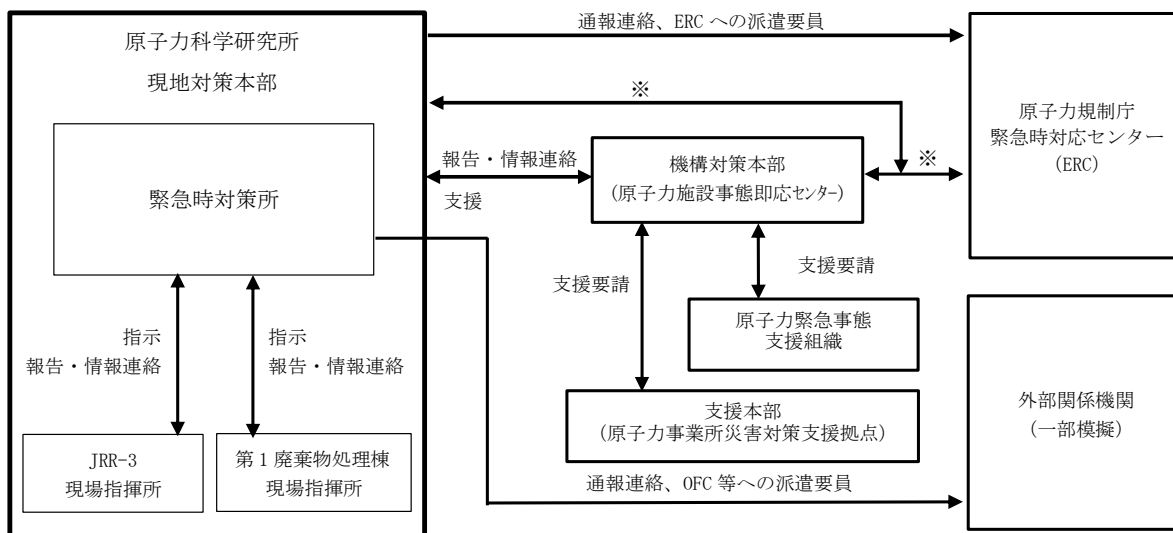 原子力科学研究所
現地対策本部
緊急時対策所
指示
報告・情報連絡
指示
報告・情報連絡
JRR-3
現場指揮所
第1廃棄物処理棟
現場指揮所
通報連絡、ERC への派遣要員
※
報告・情報連絡
支援
機構対策本部
(原子力施設事態即応センター)
※
原子力規制庁
緊急時対応センター
(ERC)
支援要請
支援要請
原子力緊急事態
支援組織
支援本部
(原子力事業所災害対策支援拠点)
通報連絡、OFC 等への派遣要員
外部関係機関
(一部模擬)